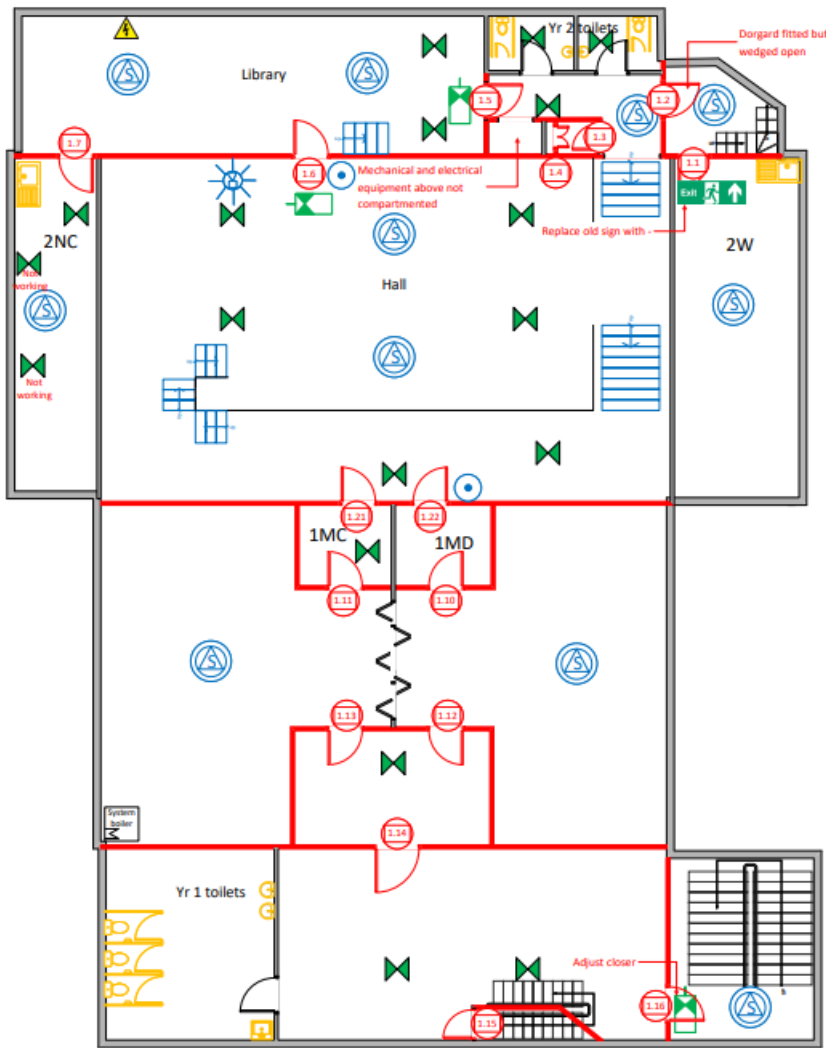 Yr 2 toilets
Dorgard fitted but
wedged open
Library
1.5
1.2
1.3
1.7
1.6
Mechanical and electrical
equipment above not
compartmented
1.4
1.1
Exit
Replace old sign with -
2NC
2W
Not
working
Hall
Not
working
1.21
1.22
1MC
1MD
1.11
1.10
1.13
1.12
System
boiler
1.14
Yr 1 toilets
Adjust closer
1.16
1.15
S
S
S
S
S
S
S
S
S
S
S